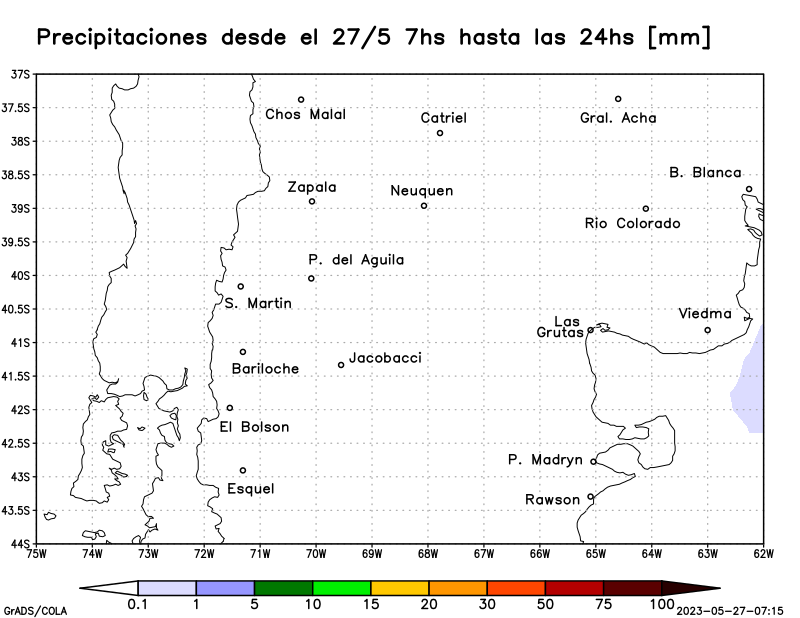 Precipitaciones desde el 27/5 7hs hasta las 24hs [mm]
37S
37.5S
Chos Malal
Catriel
Gral. Acha
38S
38.5S
B. Blanca
Zapala
Neuquen
39S
Rio Colorado
39.5S
P. del Aguila
40S
S. Martin
40.5S
Las
Grutas
Viedma
41S
Bariloche
Jacobacci
41.5S
42S
El Bolson
42.5S
P. Madryn
43S
Esquel
Rawson
43.5S
44S
75W 74W 73W 72W 71W 70W 69W 68W 67W 66W 65W 64W 63W 62W
0.1 1 5 10 15 20 30 50 75 100
GrADS/COLA
2023-05-27-07:15